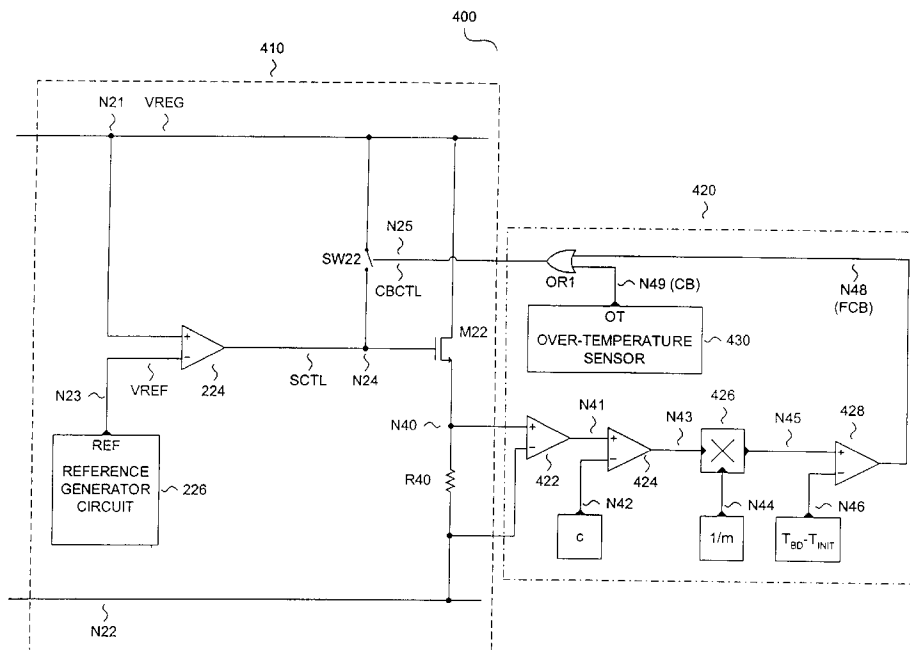 400
410
N21
VREG
420
N25
SW22
CBCTL
OR1
N49 (CB)
N48
(FCB)
OT
OVER-TEMPERATURE
SENSOR
430
M22
+
-
224
SCTL
N24
N23
VREF
REF
REFERENCE
GENERATOR
CIRCUIT
226
N40
R40
+
-
422
N41
+
-
424
N42
c
N43
426
N44
1/m
N45
428
+
-
N46
TBD-TINIT
N22